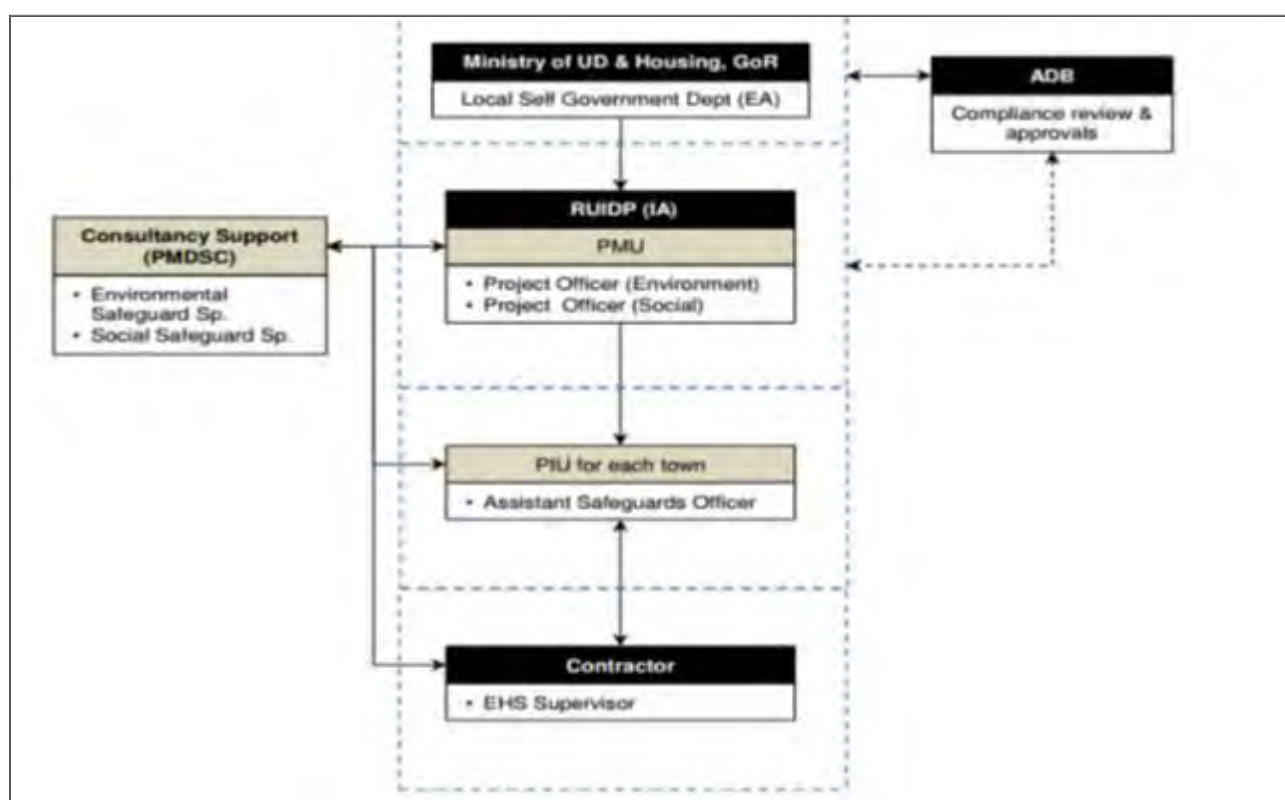 Ministry of UD & Housing, GoR
Local Self Government Dept (EA)
ADB
Compliance review &
approvals
RUIDP (IA)
PMU
• Project Officer (Environment)
• Project Officer (Social)
Consultancy Support
(PMDSC)
• Environmental
Safeguard Sp.
• Social Safeguard Sp.
PIU for each town
• Assistant Safeguards Officer
Contractor
• EHS Supervisor